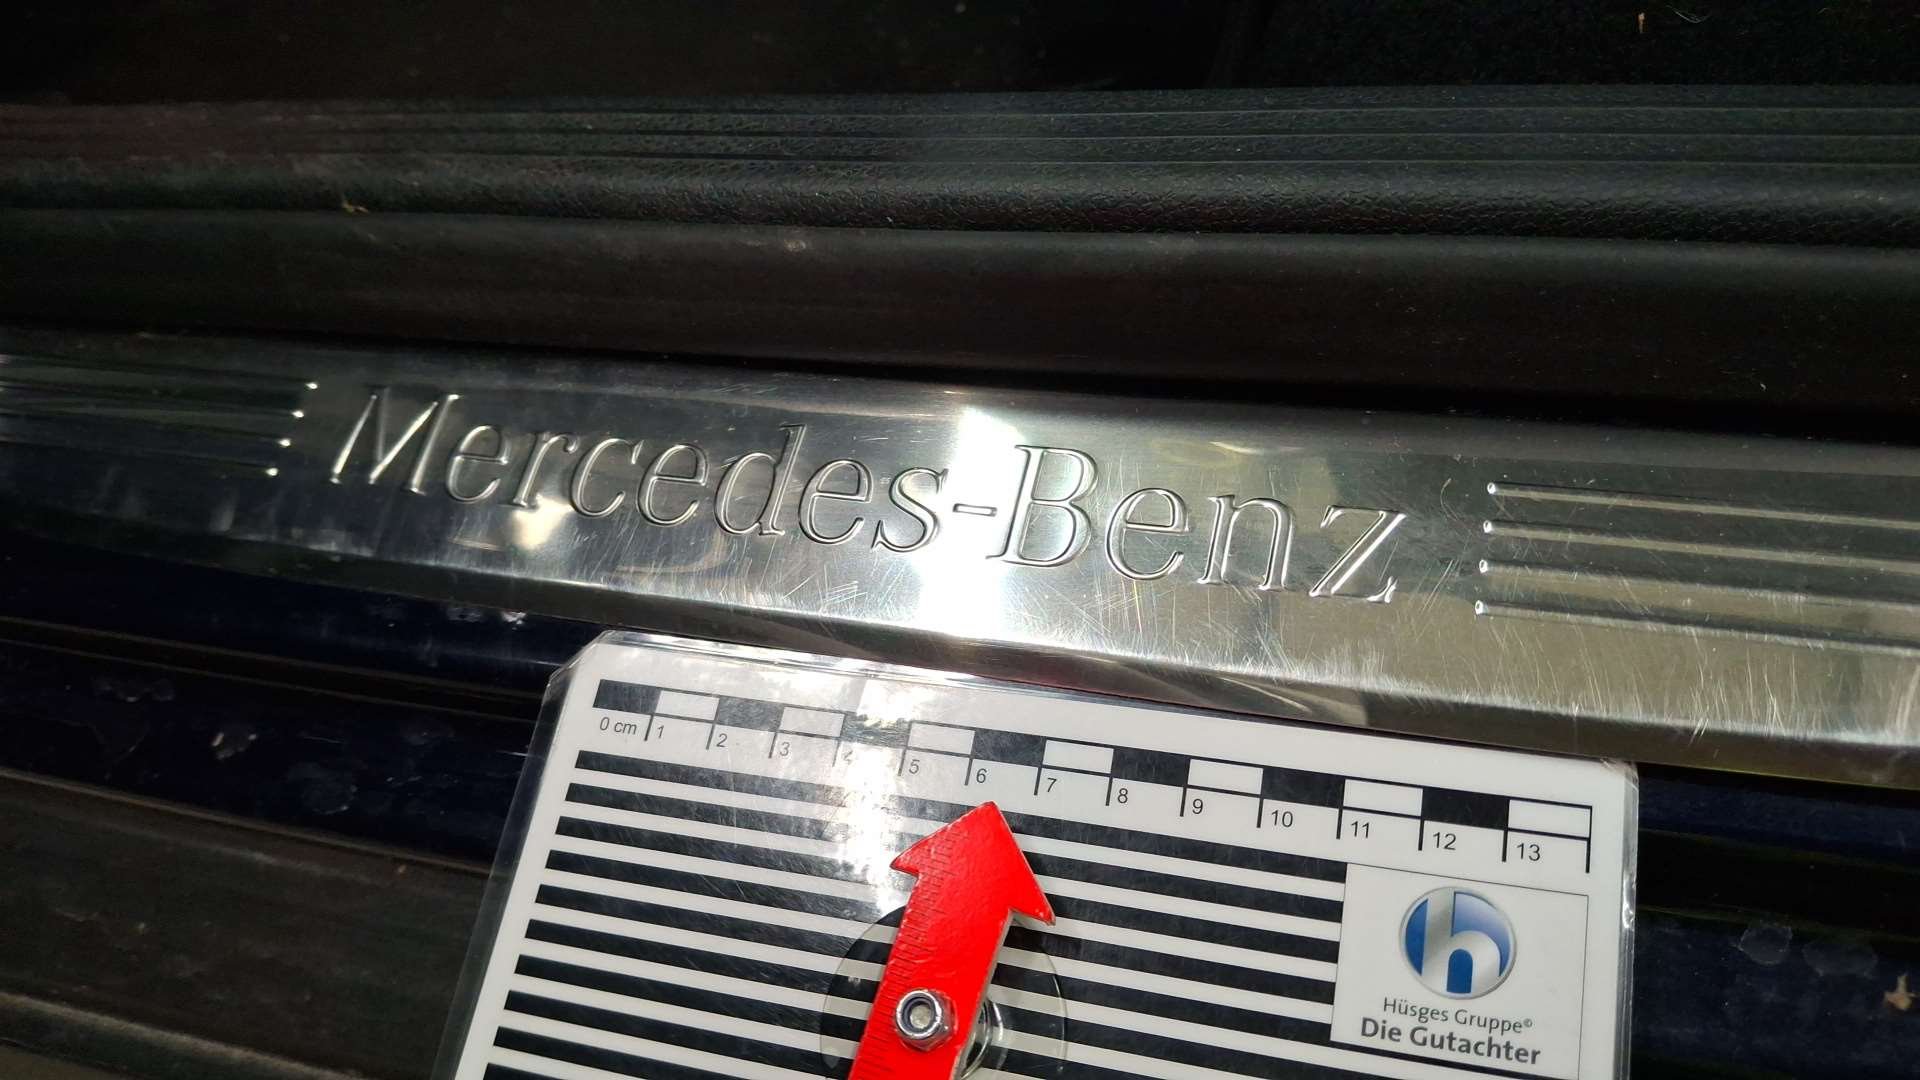 Mercedes-Benz
0 cm 1 2 3 4 5 6 7 8 9 10 11 12 13
h
Hüsges Gruppe©
Die Gutachter